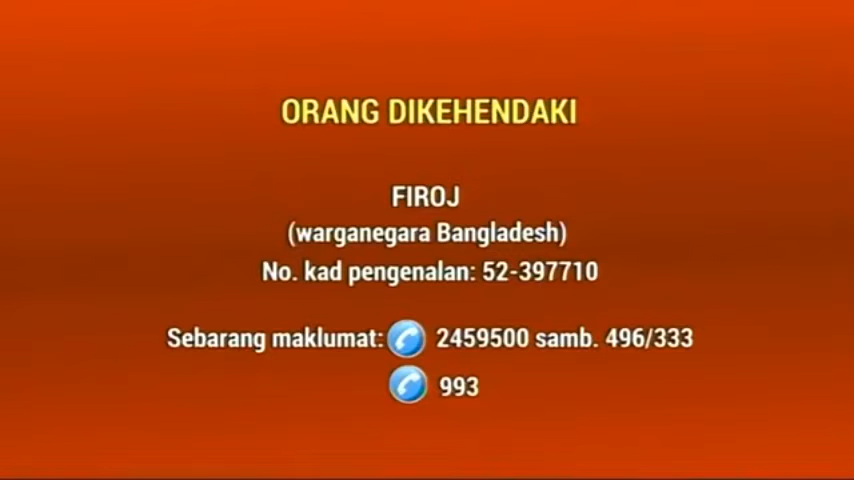 ORANG DIKEHENDAKI
FIROJ
(warganegara Bangladesh)
No. kad pengenalan: 52-397710
Sebarang maklumat: 2459500 samb. 496/333
993